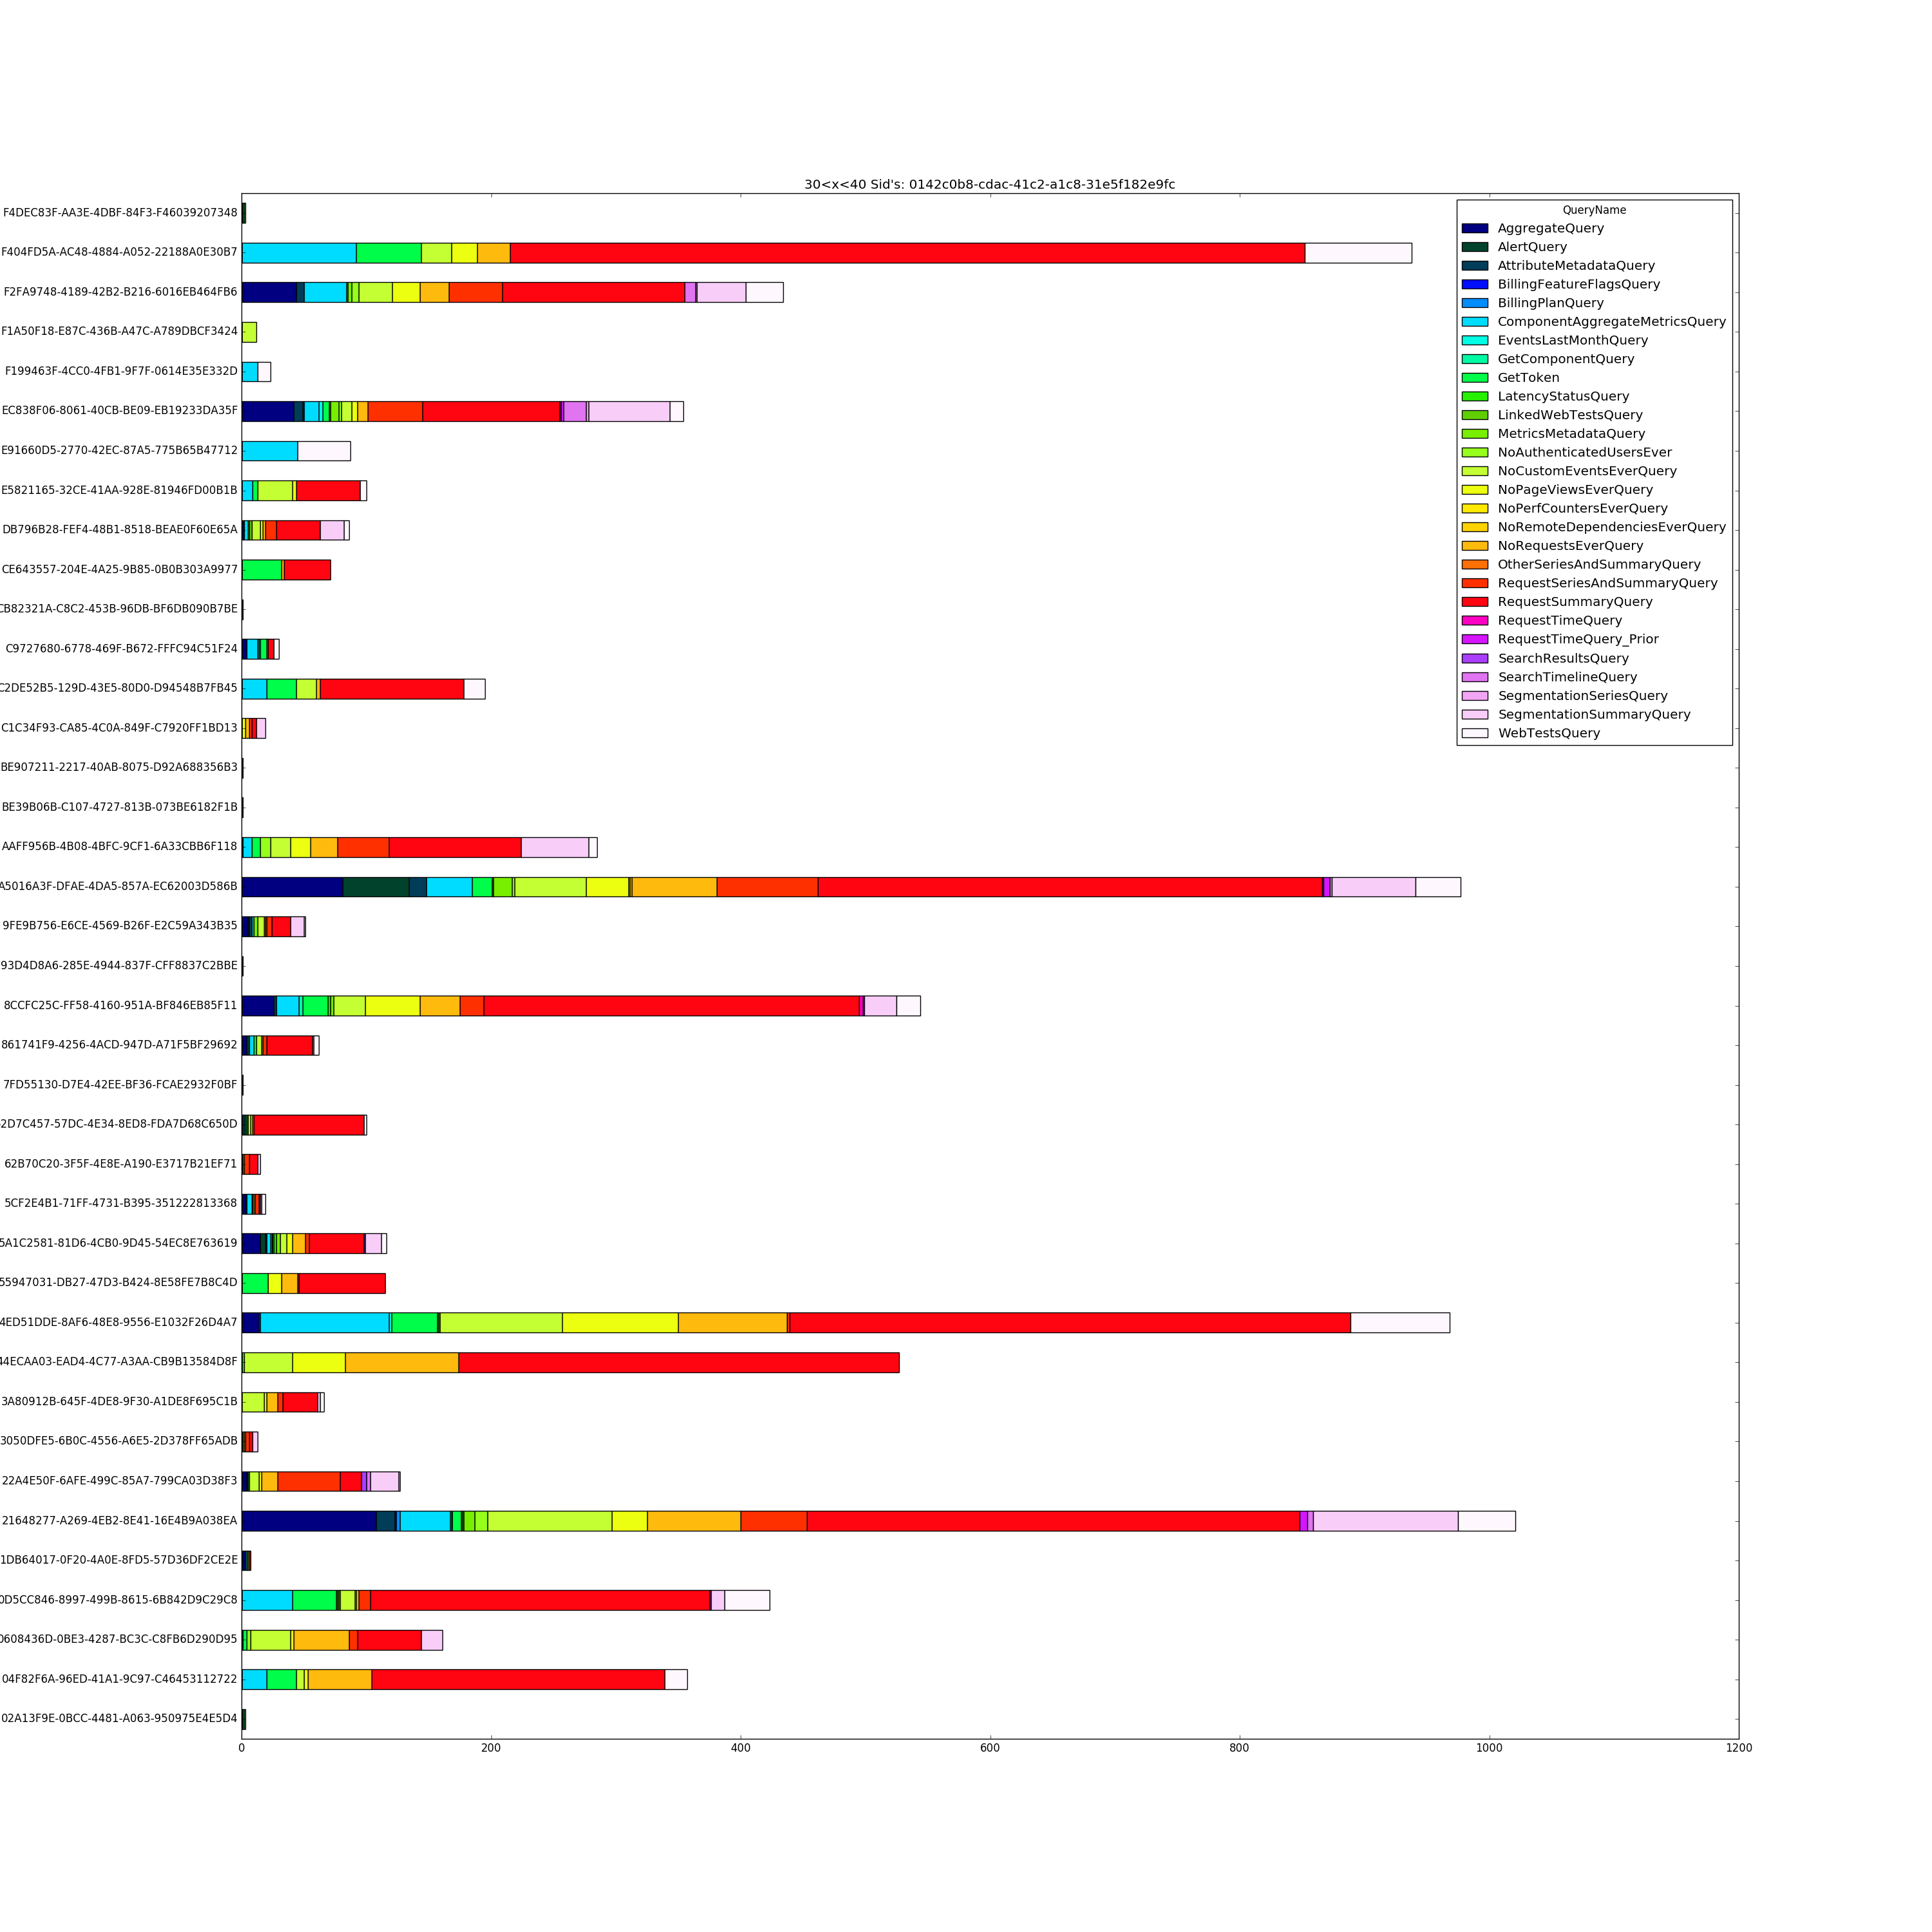 30<x<40 Sid's: 0142c0b8-cdac-41c2-a1c8-31e5f182e9fc
F4DEC83F-AA3E-4DBF-84F3-F46039207348
F404FD5A-AC48-4884-A052-22188A0E30B7
F2FA9748-4189-42B2-B216-6016EB464FB6
F1A50F18-E87C-436B-A47C-A789DBCF3424
F199463F-4CC0-4FB1-9F7F-0614E35E332D
EC838F06-8061-40CB-BE09-EB19233DA35F
E91660D5-2770-42EC-87A5-775B65B47712
E5821165-32CE-41AA-928E-81946FD00B1B
DB796B28-FEF4-48B1-8518-BEAE0F60E65A
CE643557-204E-4A25-9B85-0B0B303A9977
CB82321A-C8C2-453B-96DB-BF6DB090B7BE
C9727680-6778-469F-B672-FFFC94C51F24
C2DE52B5-129D-43E5-80D0-D94548B7FB45
C1C34F93-CA85-4C0A-849F-C7920FF1BD13
BE907211-2217-40AB-8075-D92A688356B3
BE39B06B-C107-4727-813B-073BE6182F1B
AAFF956B-4B08-4BFC-9CF1-6A33CBB6F118
A5016A3F-DFAE-4DA5-857A-EC62003D586B
9FE9B756-E6CE-4569-B26F-E2C59A343B35
93D4D8A6-285E-4944-837F-CFF8837C2BBE
8CCFC25C-FF58-4160-951A-BF846EB85F11
861741F9-4256-4ACD-947D-A71F5BF29692
7FD55130-D7E4-42EE-BF36-FCAE2932F0BF
2D7C457-57DC-4E34-8ED8-FDA7D68C650D
62B70C20-3F5F-4E8E-A190-E3717B21EF71
5CF2E4B1-71FF-4731-B395-351222813368
5A1C2581-81D6-4CB0-9D45-54EC8E763619
55947031-DB27-47D3-B424-8E58FE7B8C4D
4ED51DDE-8AF6-48E8-9556-E1032F26D4A7
44ECAA03-EAD4-4C77-A3AA-CB9B13584D8F
3A80912B-645F-4DE8-9F30-A1DE8F695C1B
3050DFE5-6B0C-4556-A6E5-2D378FF65ADB
22A4E50F-6AFE-499C-85A7-799CA03D38F3
21648277-A269-4EB2-8E41-16E4B9A038EA
1DB64017-0F20-4A0E-8FD5-57D36DF2CE2E
0D5CC846-8997-499B-8615-6B842D9C29C8
0608436D-0BE3-4287-BC3C-C8FB6D290D95
04F82F6A-96ED-41A1-9C97-C46453112722
02A13F9E-0BCC-4481-A063-950975E4E5D4
0 200 400 600 800 1000 1200
QueryName
AggregateQuery
AlertQuery
AttributeMetadataQuery
BillingFeatureFlagsQuery
BillingPlanQuery
ComponentAggregateMetricsQuery
EventsLastMonthQuery
GetComponentQuery
GetToken
LatencyStatusQuery
LinkedWebTestsQuery
MetricsMetadataQuery
NoAuthenticatedUsersEver
NoCustomEventsEverQuery
NoPageViewsEverQuery
NoPerfCountersEverQuery
NoRemoteDependenciesEverQuery
NoRequestsEverQuery
OtherSeriesAndSummaryQuery
RequestSeriesAndSummaryQuery
RequestSummaryQuery
RequestTimeQuery
RequestTimeQuery_Prior
SearchResultsQuery
SearchTimelineQuery
SegmentationSeriesQuery
SegmentationSummaryQuery
WebTestsQuery